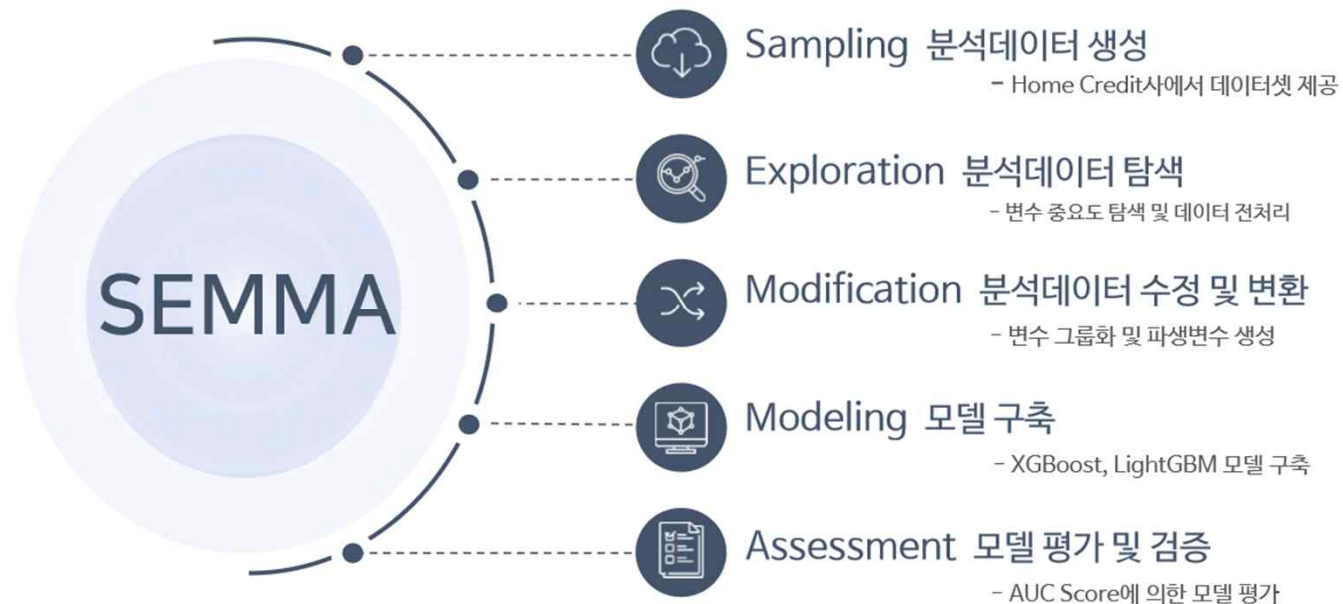 SEMMA
Sampling 분석데이터 생성
- Home Credit사에서 데이터셋 제공
Exploration 분석데이터 탐색
- 변수 중요도 탐색 및 데이터 전처리
Modification 분석데이터 수정 및 변환
- 변수 그룹화 및 파생변수 생성
Modeling 모델 구축
- XGBoost, LightGBM 모델 구축
Assessment 모델 평가 및 검증
- AUC Score에 의한 모델 평가